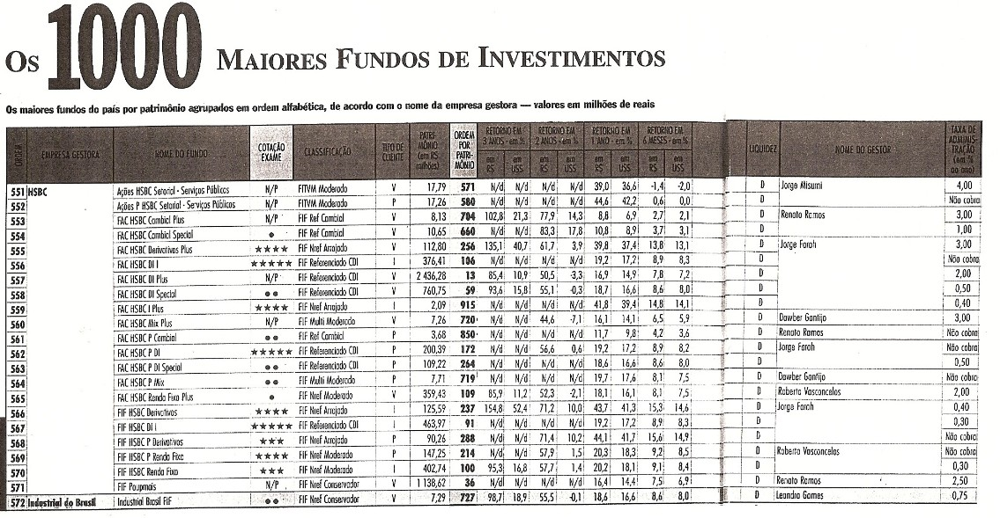 Os 1000 Maiores Fundos de Investimentos
Os maiores fundos do país por patrimônio agrupados em ordem alfabética, de acordo com o nome da empresa gestora — valores em milhões de reais
ORDEM EMPRESA GESTORA NOME DO FUNDO COTAÇÃO EXAME CLASSIFICAÇÃO TIPO DE CLIENTE PATRI-MÔNIO (em R$ milhões) ORDEM POR PATRI-MÔNIO RETORNO EM 3 ANOS - em % em R$ em US$ RETORNO EM 2 ANOS - em % em R$ em US$ RETORNO EM 1 ANO - em % em R$ em US$ RETORNO EM 6 MESES - em % em R$ em US$ LIQUIDEZ NOME DO GESTOR TAXA DE ADMINIS-TRAÇÃO (em % ao ano)
551 HSBC Ações HSBC Setorial - Serviços Públicos N/P FITVM Moderado V 17,79 571 N/d N/d N/d N/d 39,0 36,6 -1,4 -2,0 D Jorge Misumi 4,00
552 Ações P HSBC Setorial - Serviços Públicos N/P FITVM Moderado P 17,26 580 N/d N/d N/d N/d 44,6 42,2 0,6 0,0 D Não cobra
553 FAC HSBC Cambial Plus N/P FIF Ref Cambial V 8,13 704 102,8 21,3 77,9 14,3 8,8 6,9 2,7 2,1 D Renato Ramos 3,00
554 FAC HSBC Cambial Special ● FIF Ref Cambial V 10,65 660 N/d N/d 83,3 17,8 10,8 8,9 3,7 3,1 D 1,00
555 FAC HSBC Derivativos Plus ★★★★ FIF Nref Arrojado V 112,80 256 135,1 40,7 61,7 3,9 39,8 37,4 13,8 13,1 D Jorge Farah 3,00
556 FAC HSBC DI I ★★★★★ FIF Referenciado CDI I 376,41 106 N/d N/d N/d N/d 19,2 17,2 8,9 8,3 D Não cobra
557 FAC HSBC DI Plus N/P FIF Referenciado CDI V 2 436,28 13 85,4 10,9 50,5 -3,3 16,9 14,9 7,8 7,2 D 2,00
558 FAC HSBC DI Special ●● FIF Referenciado CDI V 760,75 59 93,6 15,8 55,1 -0,3 18,7 16,6 8,6 8,0 D 0,50
559 FAC HSBC I Plus ★★★★ FIF Nref Arrojado I 2,09 915 N/d N/d N/d N/d 41,8 39,4 14,8 14,1 D 0,40
560 FAC HSBC Mix Plus N/P FIF Multi Moderado V 7,26 720 N/d N/d 44,6 -7,1 16,1 14,1 6,5 5,9 D Dawber Gontijo 3,00
561 FAC HSBC P Cambial ●● FIF Ref Cambial P 3,68 850 N/d N/d N/d N/d 11,7 9,8 4,2 3,6 D Renato Ramos Não cobra
562 FAC HSBC P DI ★★★★★ FIF Referenciado CDI P 200,39 172 N/d N/d 56,6 0,6 19,2 17,2 8,9 8,2 D Jorge Farah Não cobra
563 FAC HSBC P DI Special ●● FIF Referenciado CDI P 109,22 264 N/d N/d N/d N/d 18,6 16,6 8,6 8,0 D 0,50
564 FAC HSBC P Mix ●● FIF Multi Moderado P 7,71 719 N/d N/d N/d N/d 19,7 17,6 8,1 7,5 D Dawber Gontijo Não cobra
565 FAC HSBC Renda Fixa Plus ● FIF Nref Moderado V 359,43 109 85,9 11,2 52,3 -2,1 18,1 16,1 8,1 7,5 D Roberto Vasconcelos 2,00
566 FIF HSBC Derivativos ★★★★ FIF Nref Arrojado I 125,59 237 154,8 52,4 71,2 10,0 43,7 41,3 15,3 14,6 D Jorge Farah 0,40
567 FIF HSBC DI I ★★★★★ FIF Referenciado CDI I 463,97 91 N/d N/d N/d N/d 19,2 17,2 8,9 8,3 D 0,30
568 FIF HSBC P Derivativos ★★★ FIF Nref Arrojado P 90,26 288 N/d N/d 71,4 10,2 44,1 41,7 15,6 14,9 D Não cobra
569 FIF HSBC P Renda Fixa ★★★★ FIF Nref Moderado P 147,25 214 N/d N/d 57,9 1,5 20,3 18,3 9,2 8,5 D Roberto Vasconcelos Não cobra
570 FIF HSBC Renda Fixa ★★★ FIF Nref Moderado I 402,74 100 95,3 16,8 57,7 1,4 20,2 18,1 9,1 8,4 D 0,30
571 FIF Poupmais N/P FIF Nref Conservador V 1 138,62 36 N/d N/d N/d N/d 16,4 14,4 7,5 6,9 D Renato Ramos 2,50
572 Industrial do Brasil Industrial Brasil FIF ●● FIF Nref Conservador V 7,29 727 98,7 18,9 55,5 -0,1 18,6 16,6 8,6 8,0 D Leandro Gomes 0,75